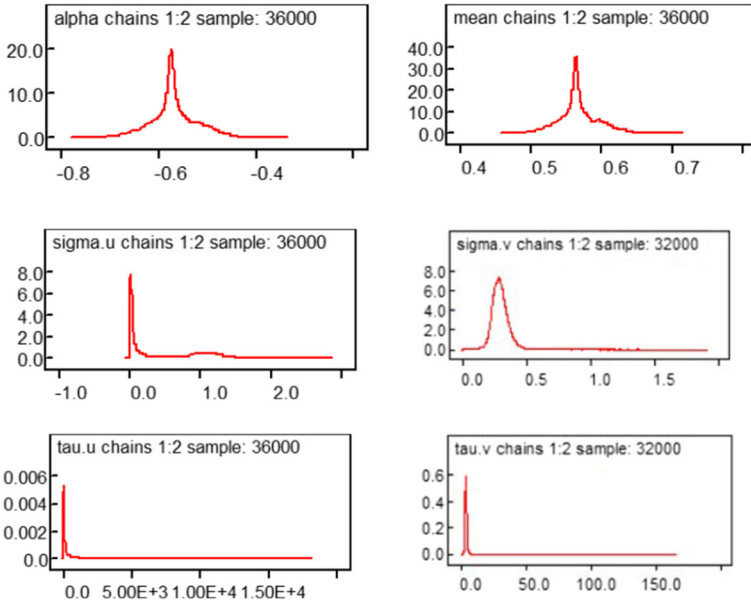 alpha chains 1:2 sample: 36000
20.0
10.0
0.0
-0.8 -0.6 -0.4
mean chains 1:2 sample: 36000
40.0
30.0
20.0
10.0
0.0
0.4 0.5 0.6 0.7
sigma.u chains 1:2 sample: 36000
8.0
6.0
4.0
2.0
0.0
-1.0 0.0 1.0 2.0
sigma.v chains 1:2 sample: 32000
8.0
6.0
4.0
2.0
0.0
0.0 0.5 1.0 1.5
tau.u chains 1:2 sample: 36000
0.006
0.004
0.002
0.0
0.0 5.00E+3 1.00E+4 1.50E+4
tau.v chains 1:2 sample: 32000
0.6
0.4
0.2
0.0
0.0 50.0 100.0 150.0